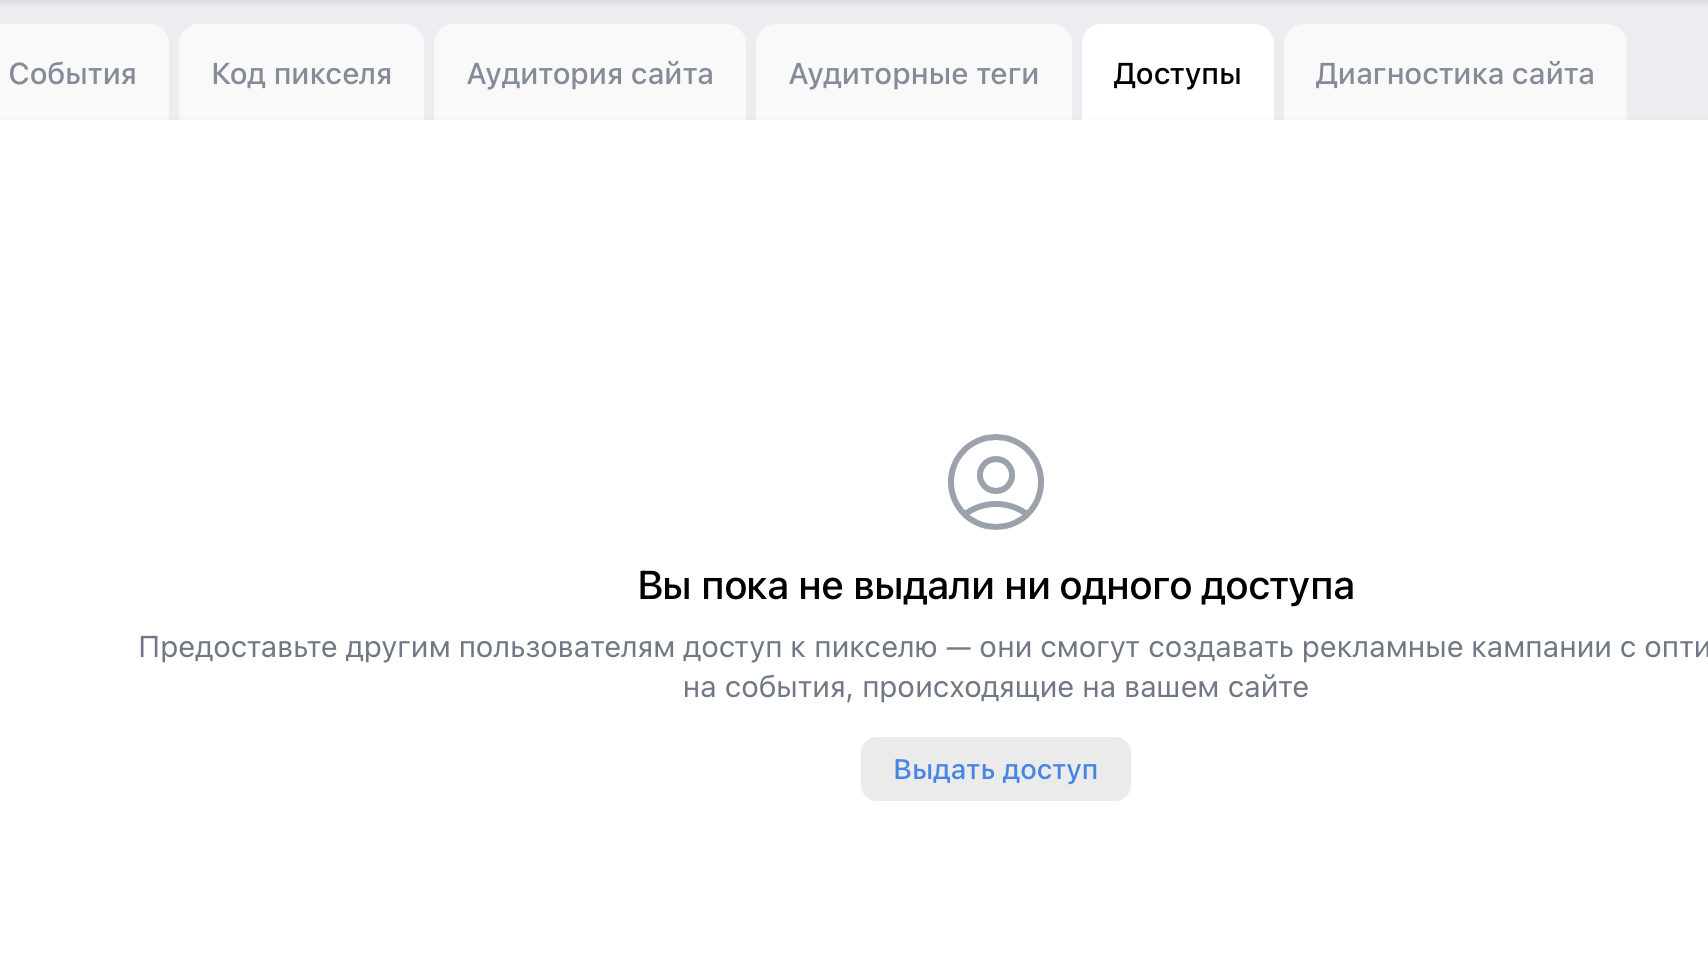 События Код пикселя Аудитория сайта Аудиторные теги Доступы Диагностика сайта
Вы пока не выдали ни одного доступа
Предоставьте другим пользователям доступ к пикселю — они смогут создавать рекламные кампании с опти
на события, происходящие на вашем сайте
Выдать доступ